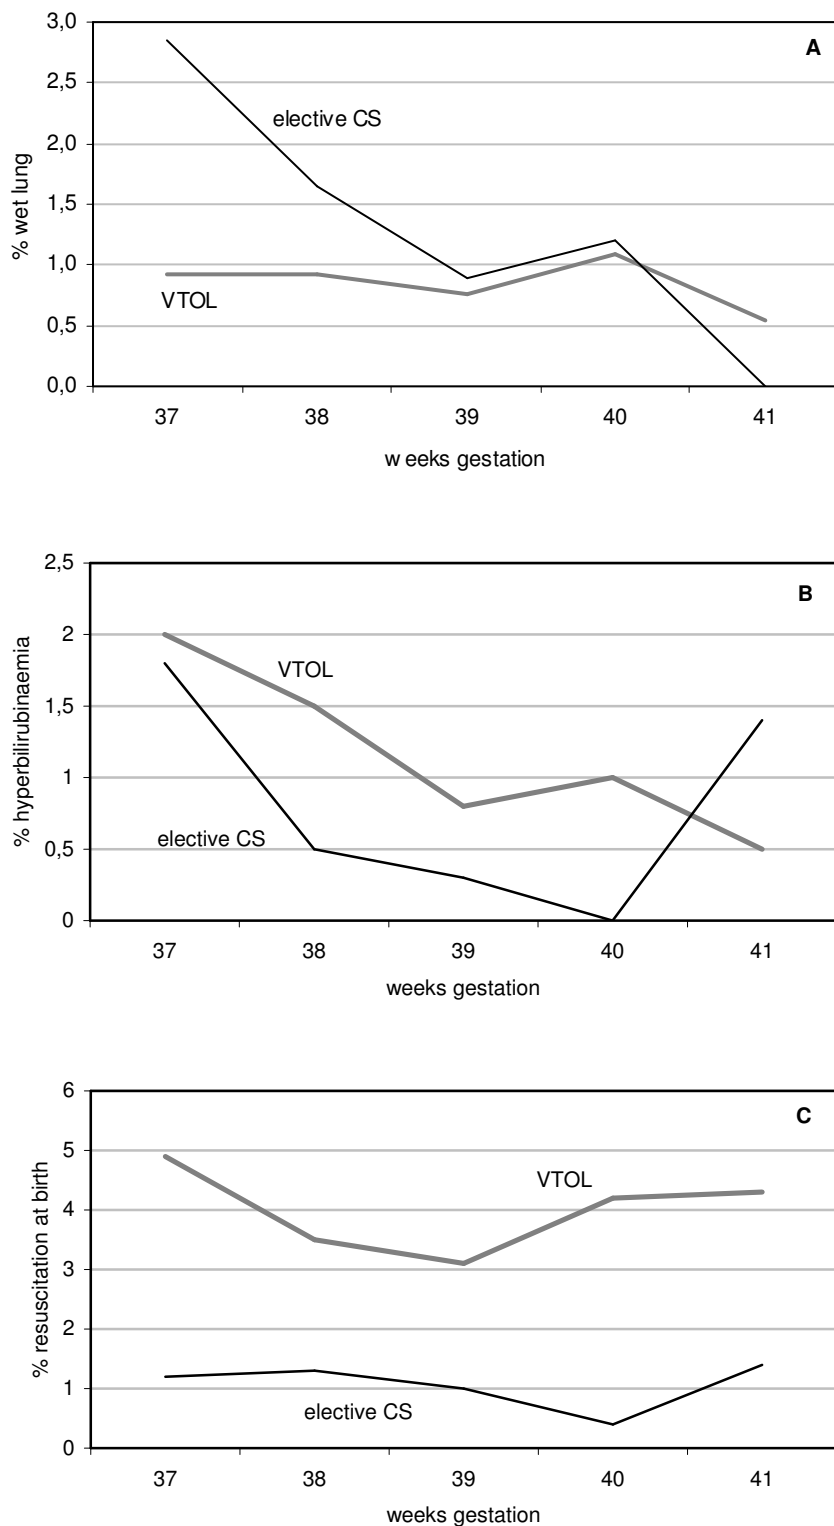 3,0
A
2,5
elective CS
2,0
1,5
1,0
VTOL
0,5
0,0
% wet lung
37 38 39 40 41
weeks gestation
2,5
B
2
VTOL
1,5
1
elective CS
0,5
0
% hyperbilirubinaemia
37 38 39 40 41
weeks gestation
6
C
5
VTOL
4
3
2
1
elective CS
0
% resuscitation at birth
37 38 39 40 41
weeks gestation